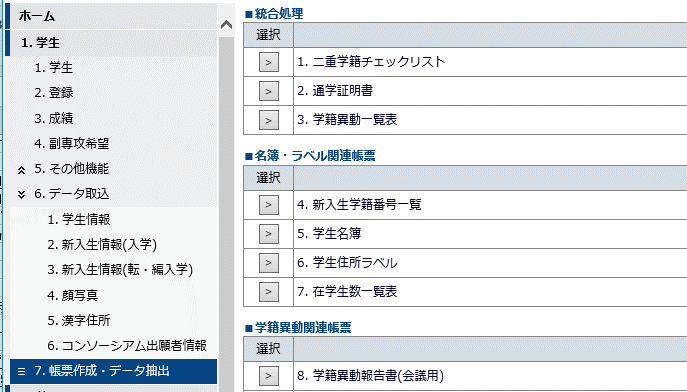 ホーム
1. 学生
1. 学生
2. 登録
3. 成績
4. 副専攻希望
5. その他機能
6. データ取込
1. 学生情報
2. 新入生情報(入学)
3. 新入生情報(転・編入学)
4. 顔写真
5. 漢字住所
6. コンソーシアム出願者情報
7. 帳票作成・データ抽出
■統合処理
選択
> 1. 二重学籍チェックリスト
> 2. 通学証明書
> 3. 学籍異動一覧表
■名簿・ラベル関連帳票
選択
> 4. 新入生学籍番号一覧
> 5. 学生名簿
> 6. 学生住所ラベル
> 7. 在学生数一覧表
■学籍異動関連帳票
選択
> 8. 学籍異動報告書(会議用)